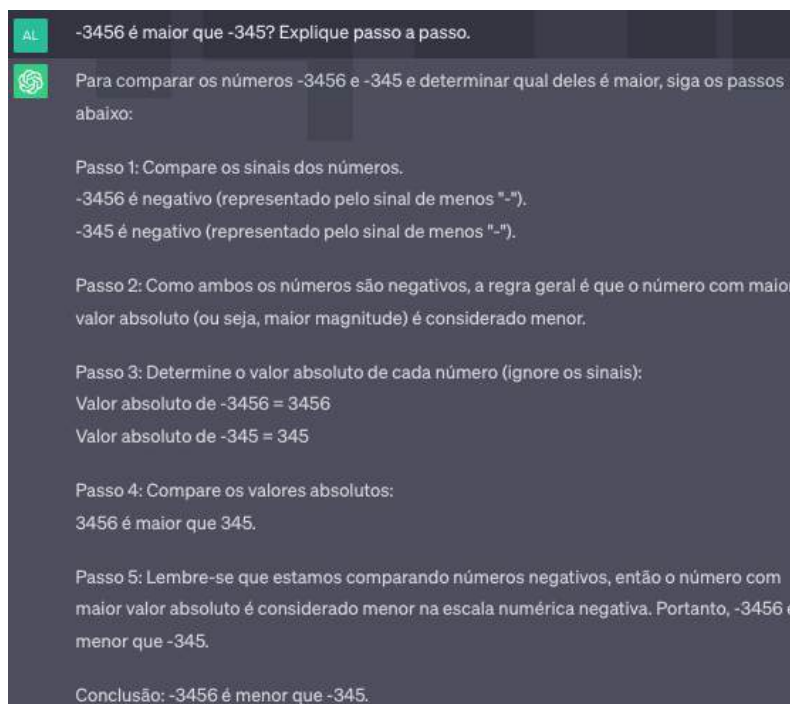 AL
-3456 é maior que -345? Explique passo a passo.
Para comparar os números -3456 e -345 e determinar qual deles é maior, siga os passos
abaixo:
Passo 1: Compare os sinais dos números.
-3456 é negativo (representado pelo sinal de menos "-").
-345 é negativo (representado pelo sinal de menos "-").
Passo 2: Como ambos os números são negativos, a regra geral é que o número com maior
valor absoluto (ou seja, maior magnitude) é considerado menor.
Passo 3: Determine o valor absoluto de cada número (ignore os sinais):
Valor absoluto de -3456 = 3456
Valor absoluto de -345 = 345
Passo 4: Compare os valores absolutos:
3456 é maior que 345.
Passo 5: Lembre-se que estamos comparando números negativos, então o número com
maior valor absoluto é considerado menor na escala numérica negativa. Portanto, -3456 é
menor que -345.
Conclusão: -3456 é menor que -345.